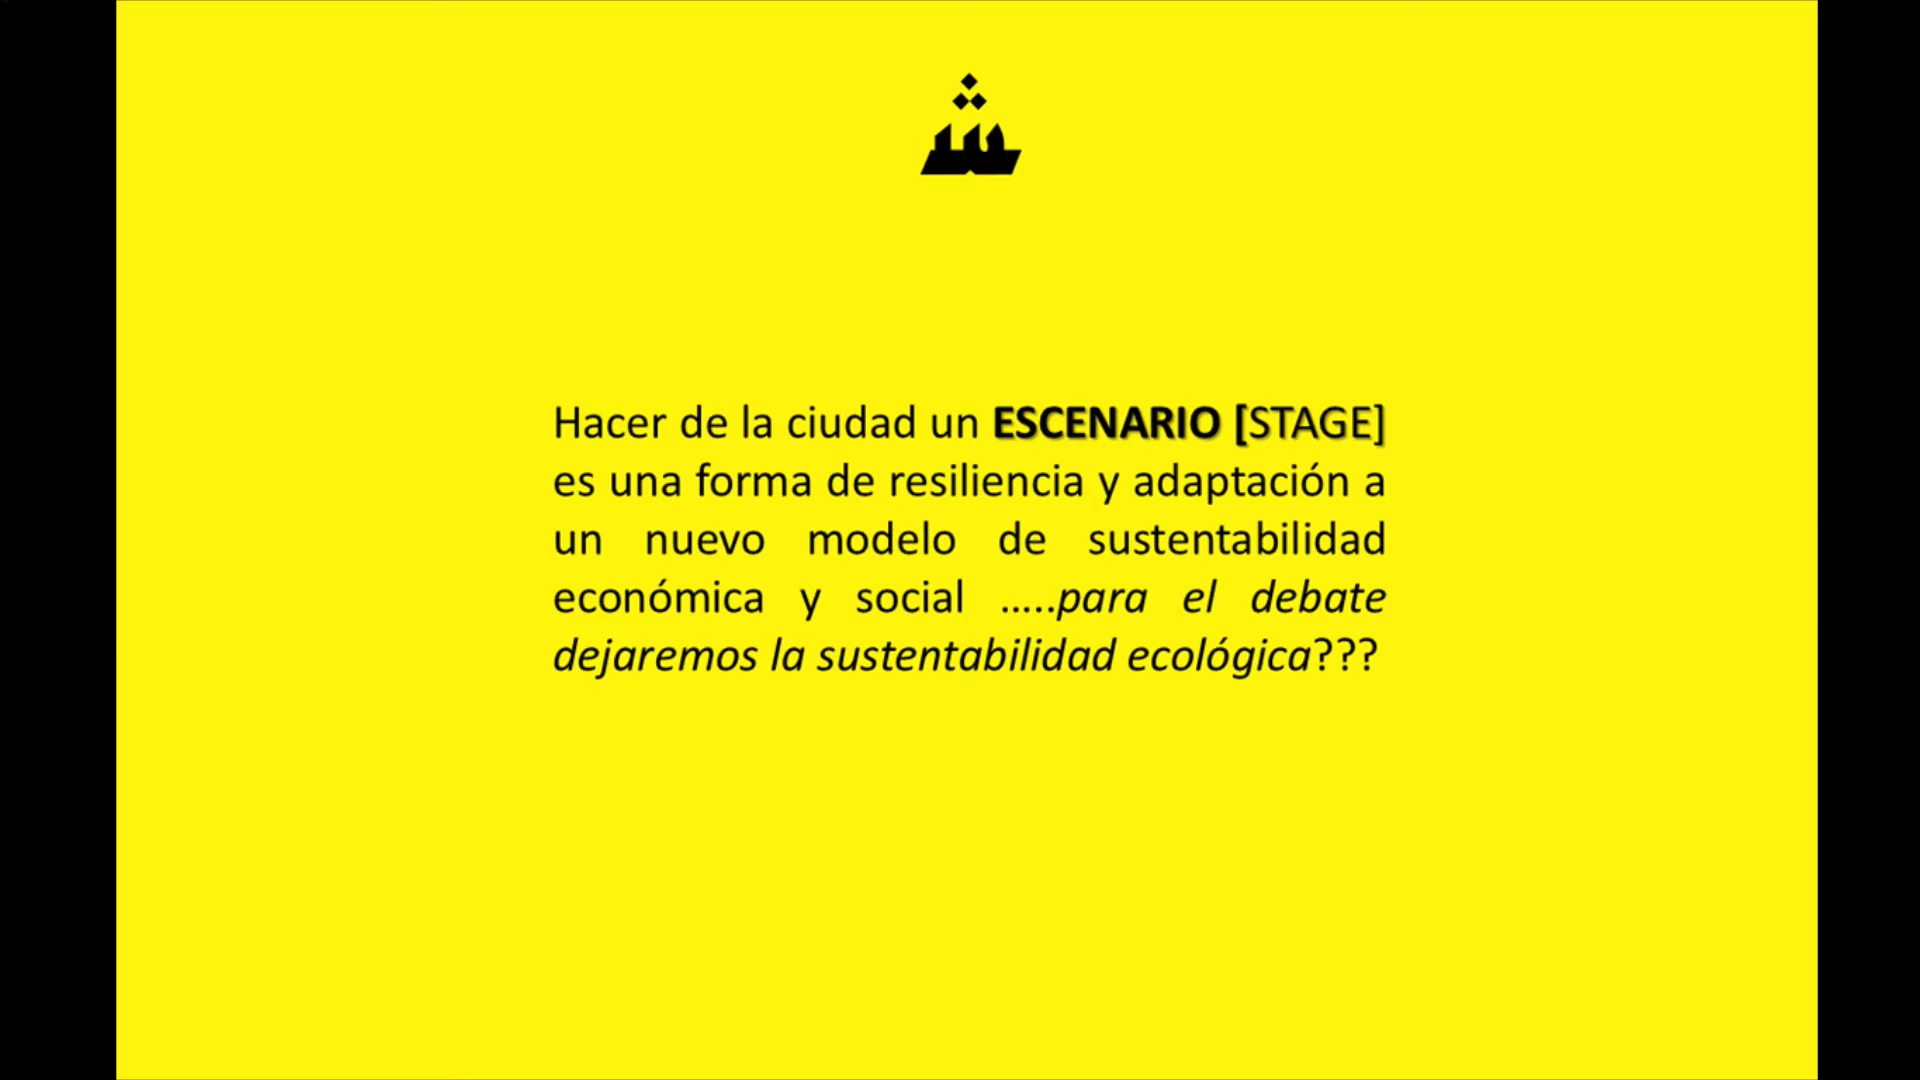 Hacer de la ciudad un ESCENARIO [STAGE]
es una forma de resiliencia y adaptación a
un nuevo modelo de sustentabilidad
económica y social …..para el debate
dejaremos la sustentabilidad ecológica???